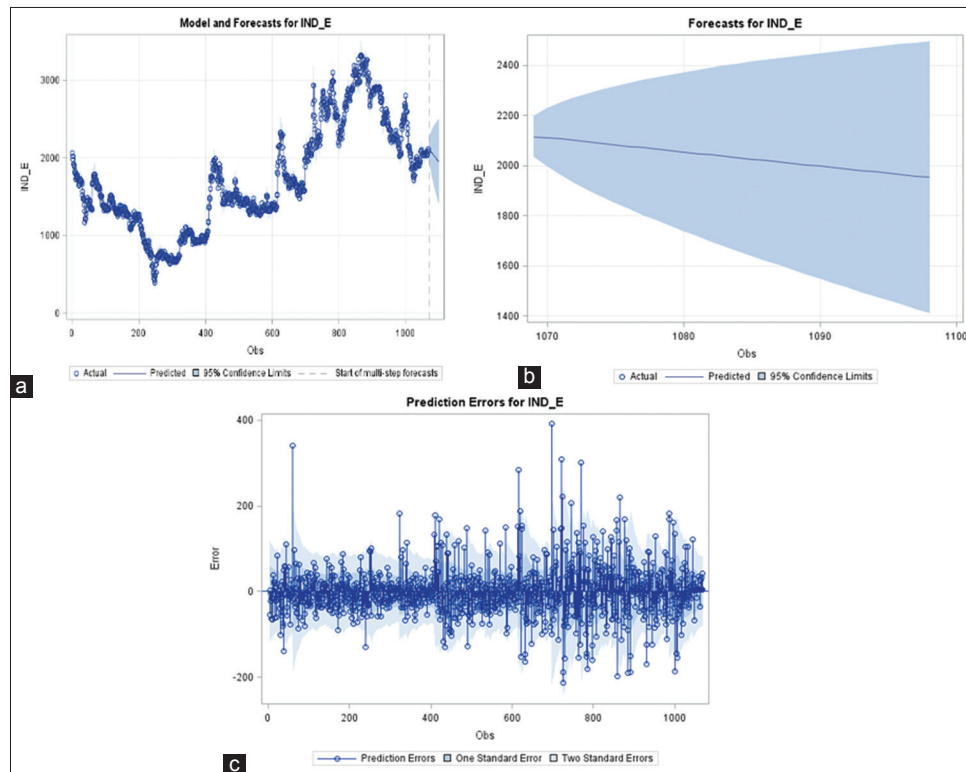 Model and Forecasts for IND_E
IND_E
3000
2000
1000
0
0 200 400 600 800 1000
Obs
Actual Predicted 95% Confidence Limits Start of multi-step forecasts
a
Forecasts for IND_E
IND_E
2400
2200
2000
1800
1600
1400
1070 1080 1090 1100
Obs
Actual Predicted 95% Confidence Limits
b
Prediction Errors for IND_E
Error
400
200
0
-200
0 200 400 600 800 1000
Obs
Prediction Errors One Standard Error Two Standard Errors
c